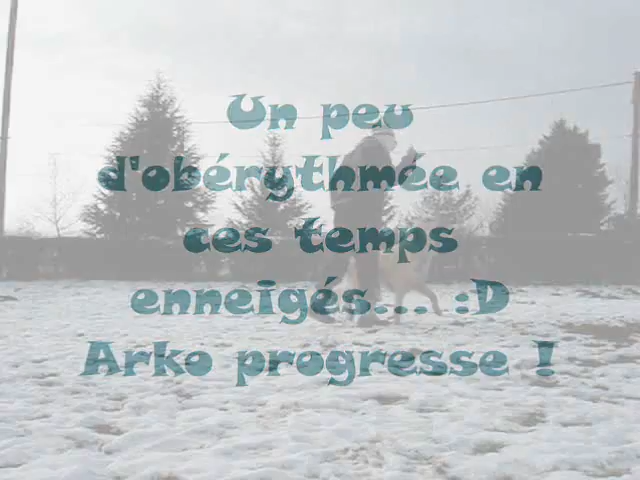 Un peu
d'obérythmée en
ces temps
enneigés... :D
Arko progresse !